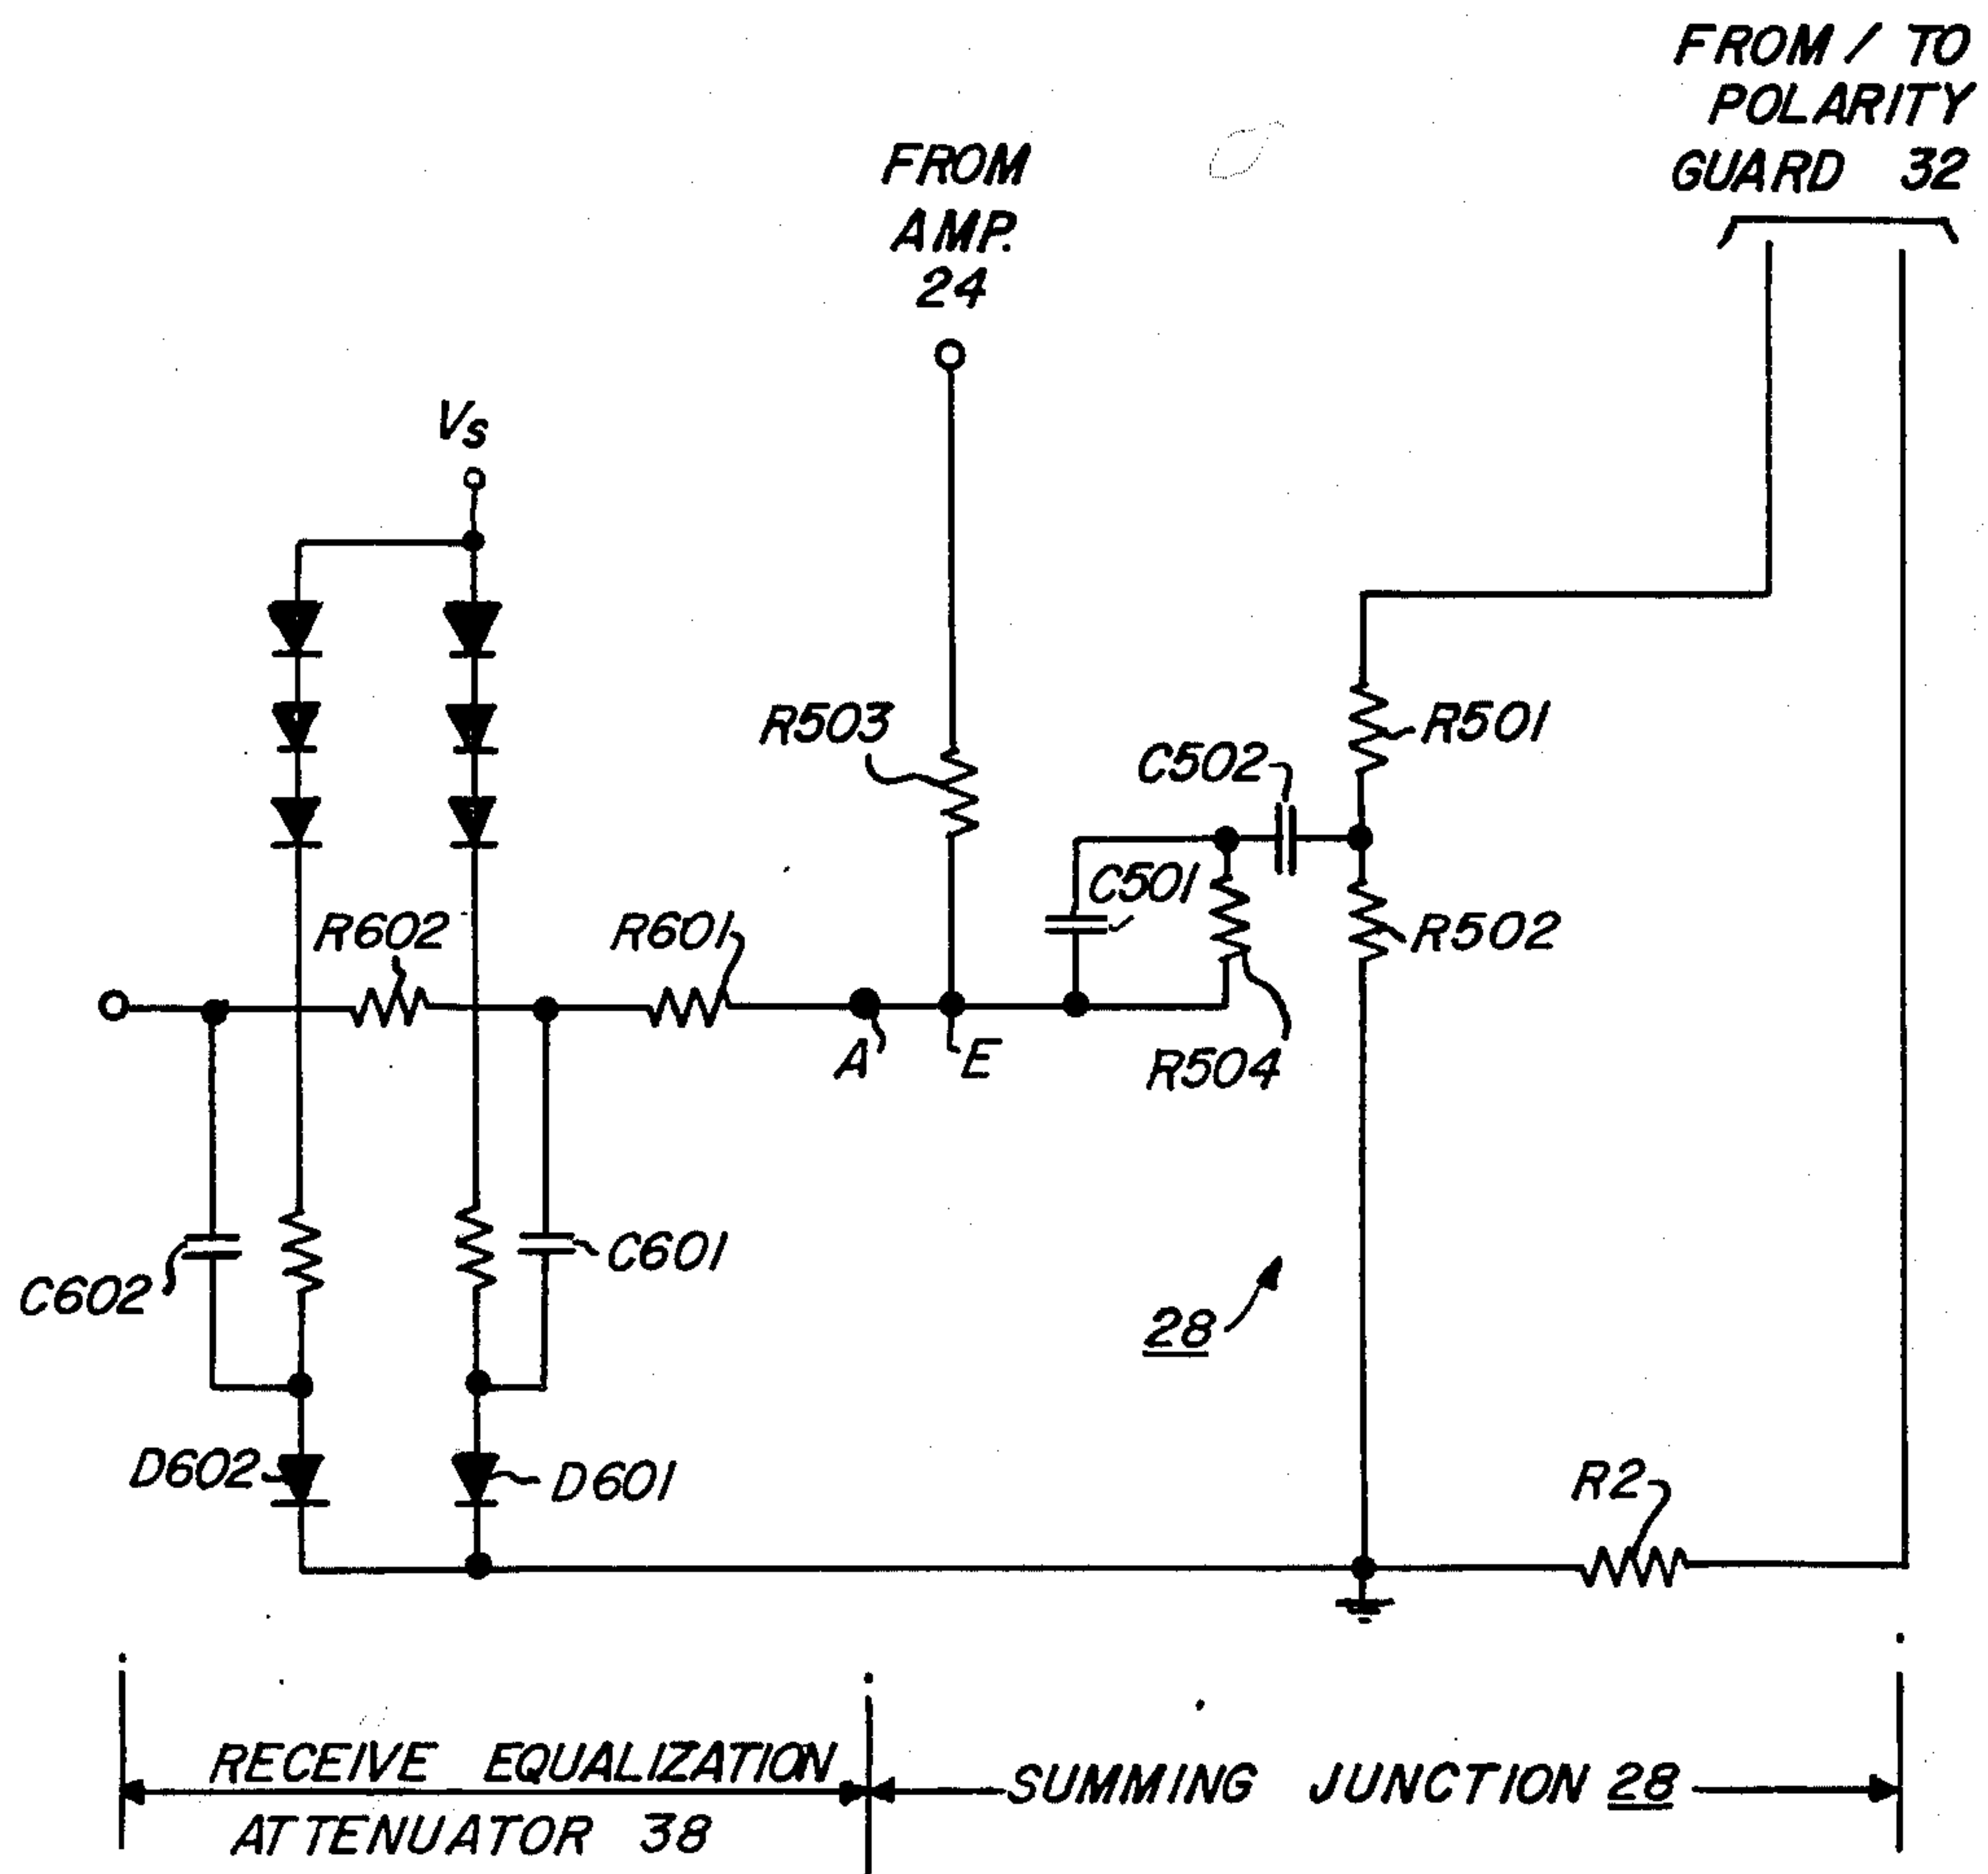 FROM / TO
POLARITY
GUARD 32
FROM
AMP.
24
Vs
R503
C502
R501
C501
R602
R601
R502
A
E
R504
C602
C601
28
D602
D601
R2
RECEIVE EQUALIZATION
ATTENUATOR 38
SUMMING JUNCTION 28